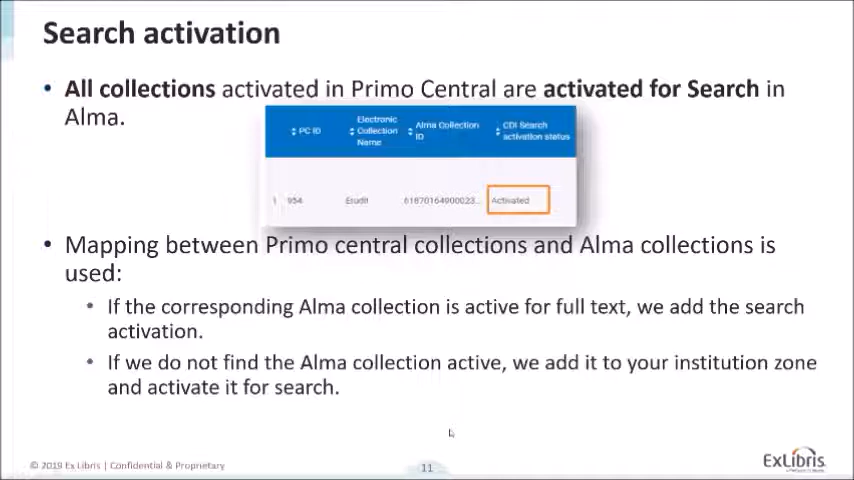 Search activation
• All collections activated in Primo Central are activated for Search in
Alma.
PC ID
Electronic
Collection
Name
Alma Collection
ID
CDI Search
activation status
1 954 Erudit .61870164900023... Activated
• Mapping between Primo central collections and Alma collections is
used:
• If the corresponding Alma collection is active for full text, we add the search
activation.
• If we do not find the Alma collection active, we add it to your institution zone
and activate it for search.
© 2019 Ex Libris | Confidential & Proprietary
11
ExLibris